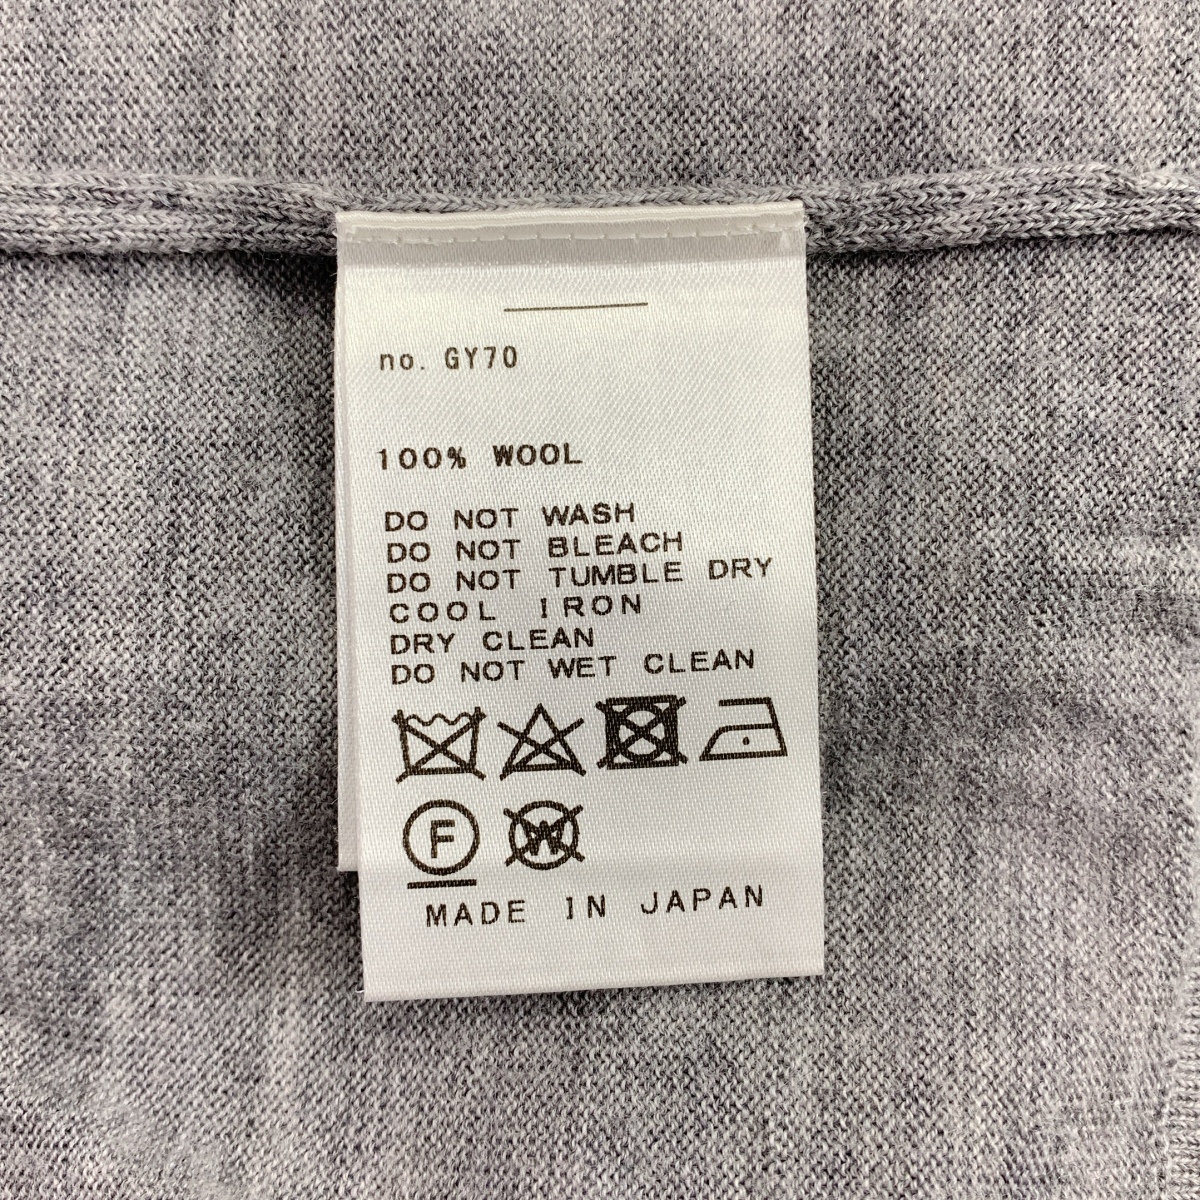 no. GY70
100% WOOL
DO NOT WASH
DO NOT BLEACH
DO NOT TUMBLE DRY
COOL IRON
DRY CLEAN
DO NOT WET CLEAN
F W
MADE IN JAPAN